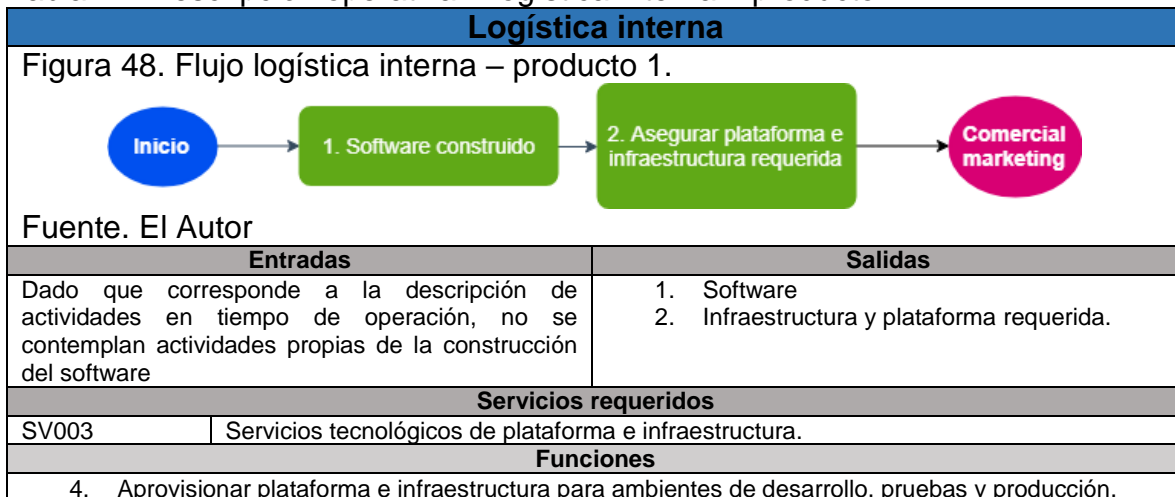 Logística interna
Figura 48. Flujo logística interna – producto 1.
Inicio
1. Software construido
2. Asegurar plataforma e
infraestructura requerida
Comercial
marketing
Fuente. El Autor
Entradas
Salidas
Dado que corresponde a la descripción de
actividades en tiempo de operación, no se
contemplan actividades propias de la construcción
del software
1. Software
2. Infraestructura y plataforma requerida.
Servicios requeridos
SV003 Servicios tecnológicos de plataforma e infraestructura.
Funciones
4. Aprovisionar plataforma e infraestructura para ambientes de desarrollo, pruebas y producción.